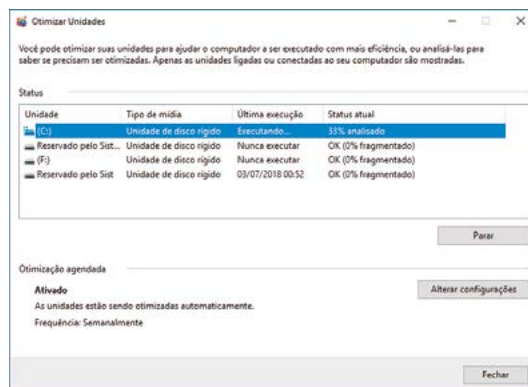 Otimizar Unidades
Você pode otimizar suas unidades para ajudar o computador a ser executado com mais eficiência, ou analisá-las para
saber se precisam ser otimizadas. Apenas as unidades ligadas ou conectadas ao seu computador são mostradas.
Status
Unidade Tipo de mídia Última execução Status atual
(C:) Unidade de disco rígido Executando... 33% analisado
Reservado pelo Sist... Unidade de disco rígido Nunca executar OK (0% fragmentado)
(F:) Unidade de disco rígido Nunca executar OK (0% fragmentado)
Reservado pelo Sist Unidade de disco rígido 03/07/2018 00:52 OK (0% fragmentado)
Parar
Otimização agendada
Ativado Alterar configurações
As unidades estão sendo otimizadas automaticamente.
Frequência: Semanalmente
Fechar